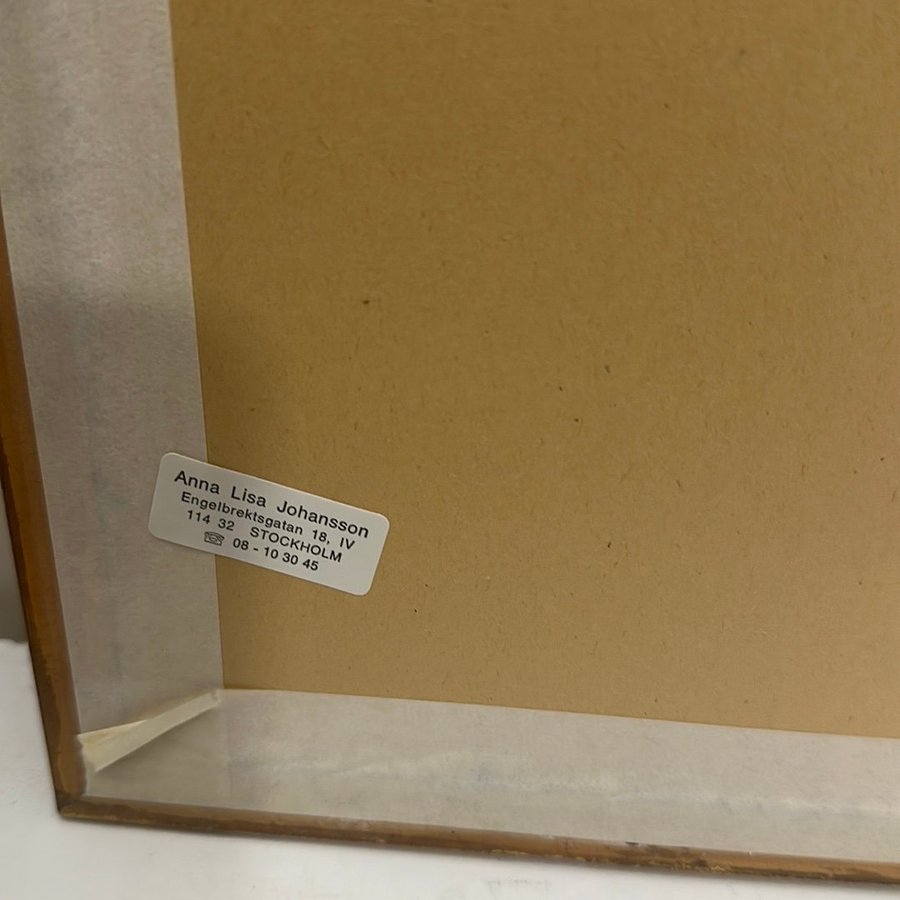 Anna Lisa Johansson
Engelbrektsgatan 18, IV
114 32 STOCKHOLM
☏ 08 - 10 30 45